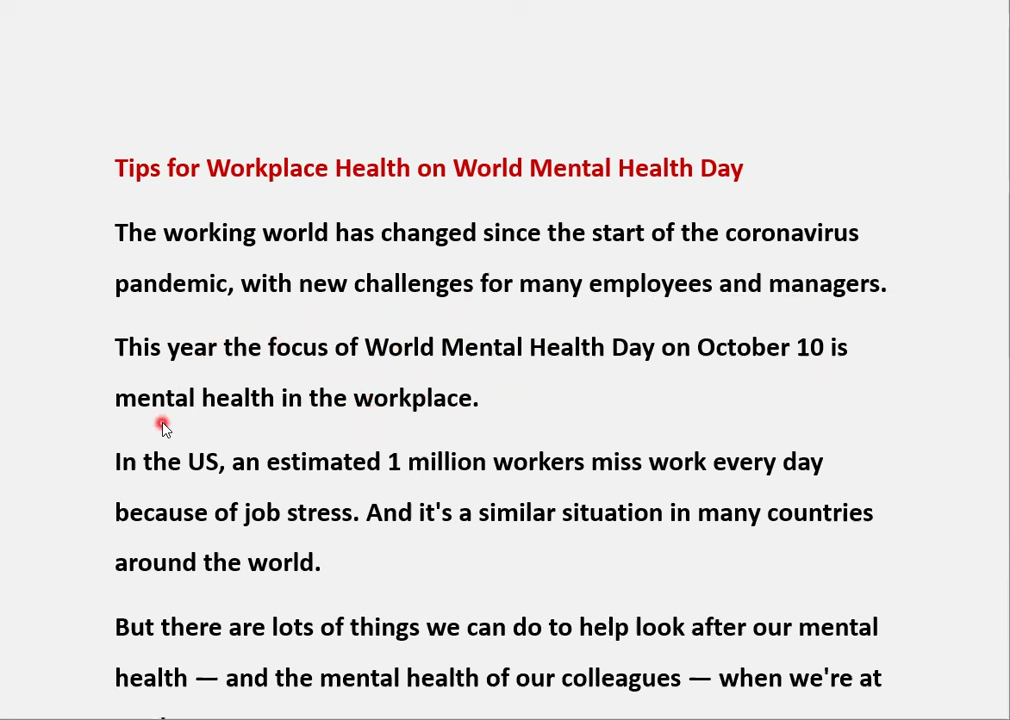 Tips for Workplace Health on World Mental Health Day
The working world has changed since the start of the coronavirus
pandemic, with new challenges for many employees and managers.
This year the focus of World Mental Health Day on October 10 is
mental health in the workplace.
In the US, an estimated 1 million workers miss work every day
because of job stress. And it's a similar situation in many countries
around the world.
But there are lots of things we can do to help look after our mental
health — and the mental health of our colleagues — when we're at